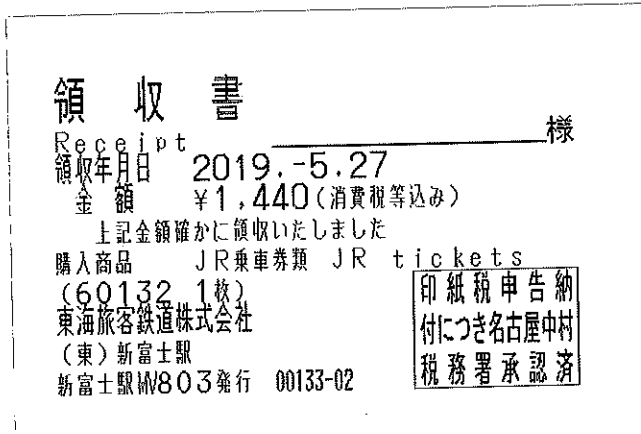 領収書
Receipt 様
領収年月日 2019.-5.27
金額 ¥1,440(消費税等込み)
上記金額確かに領収いたしました
購入商品 JR乗車券類 JR tickets
(60132 1枚)
東海旅客鉄道株式会社
(東)新富士駅
新富士駅MV803発行 00133-02
印紙税申告納
付につき名古屋中村
税務署承認済